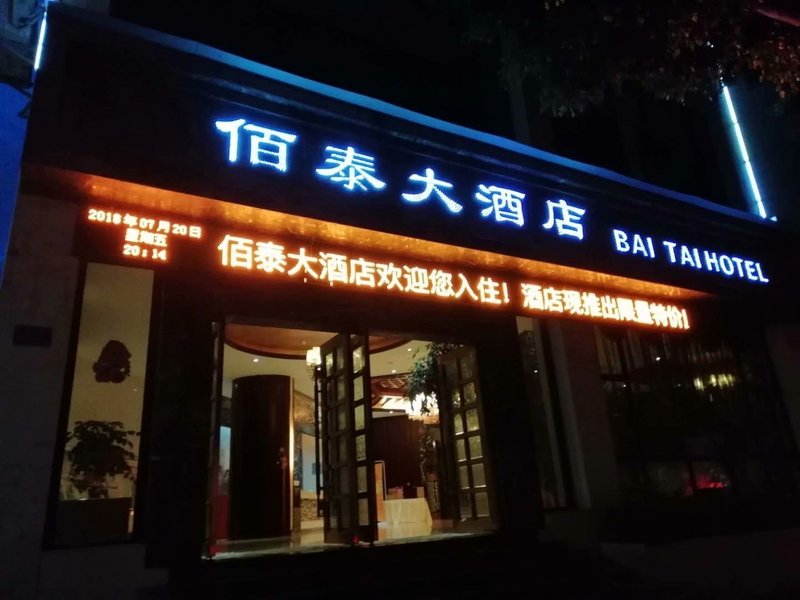 佰泰大酒店 BAI TAI HOTEL
2018年07月20日
星期五
20:14
佰泰大酒店欢迎您入住！酒店现推出限量特价1